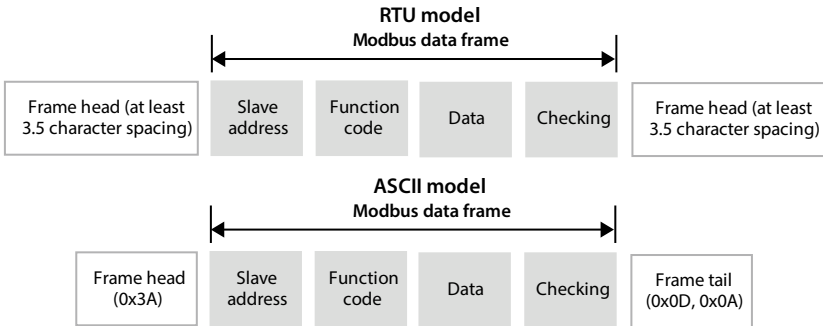 RTU model
Modbus data frame
Frame head (at least
3.5 character spacing)
Slave
address
Function
code
Data
Checking
Frame head (at least
3.5 character spacing)
ASCII model
Modbus data frame
Frame head
(0x3A)
Slave
address
Function
code
Data
Checking
Frame tail
(0x0D, 0x0A)